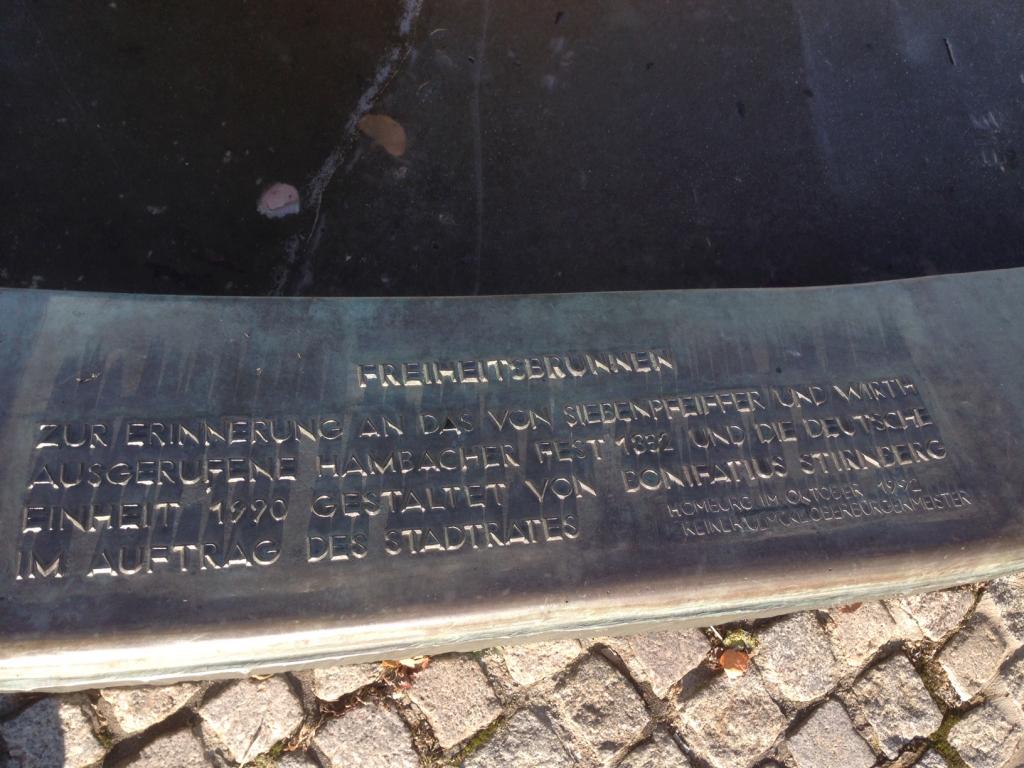 FREIHEITSBRUNNEN
ZUR ERINNERUNG AN DAS VON SIEBENPFEIFFER UND WIRTH
AUSGERUFENE HAMBACHER FEST 1832 UND DIE DEUTSCHE
EINHEIT 1990 GESTALTET VON BONIFATIUS STIRNBERG
IM AUFTRAG DES STADTRATES
HOMBURG IM OKTOBER 1992
OBERBÜRGERMEISTER